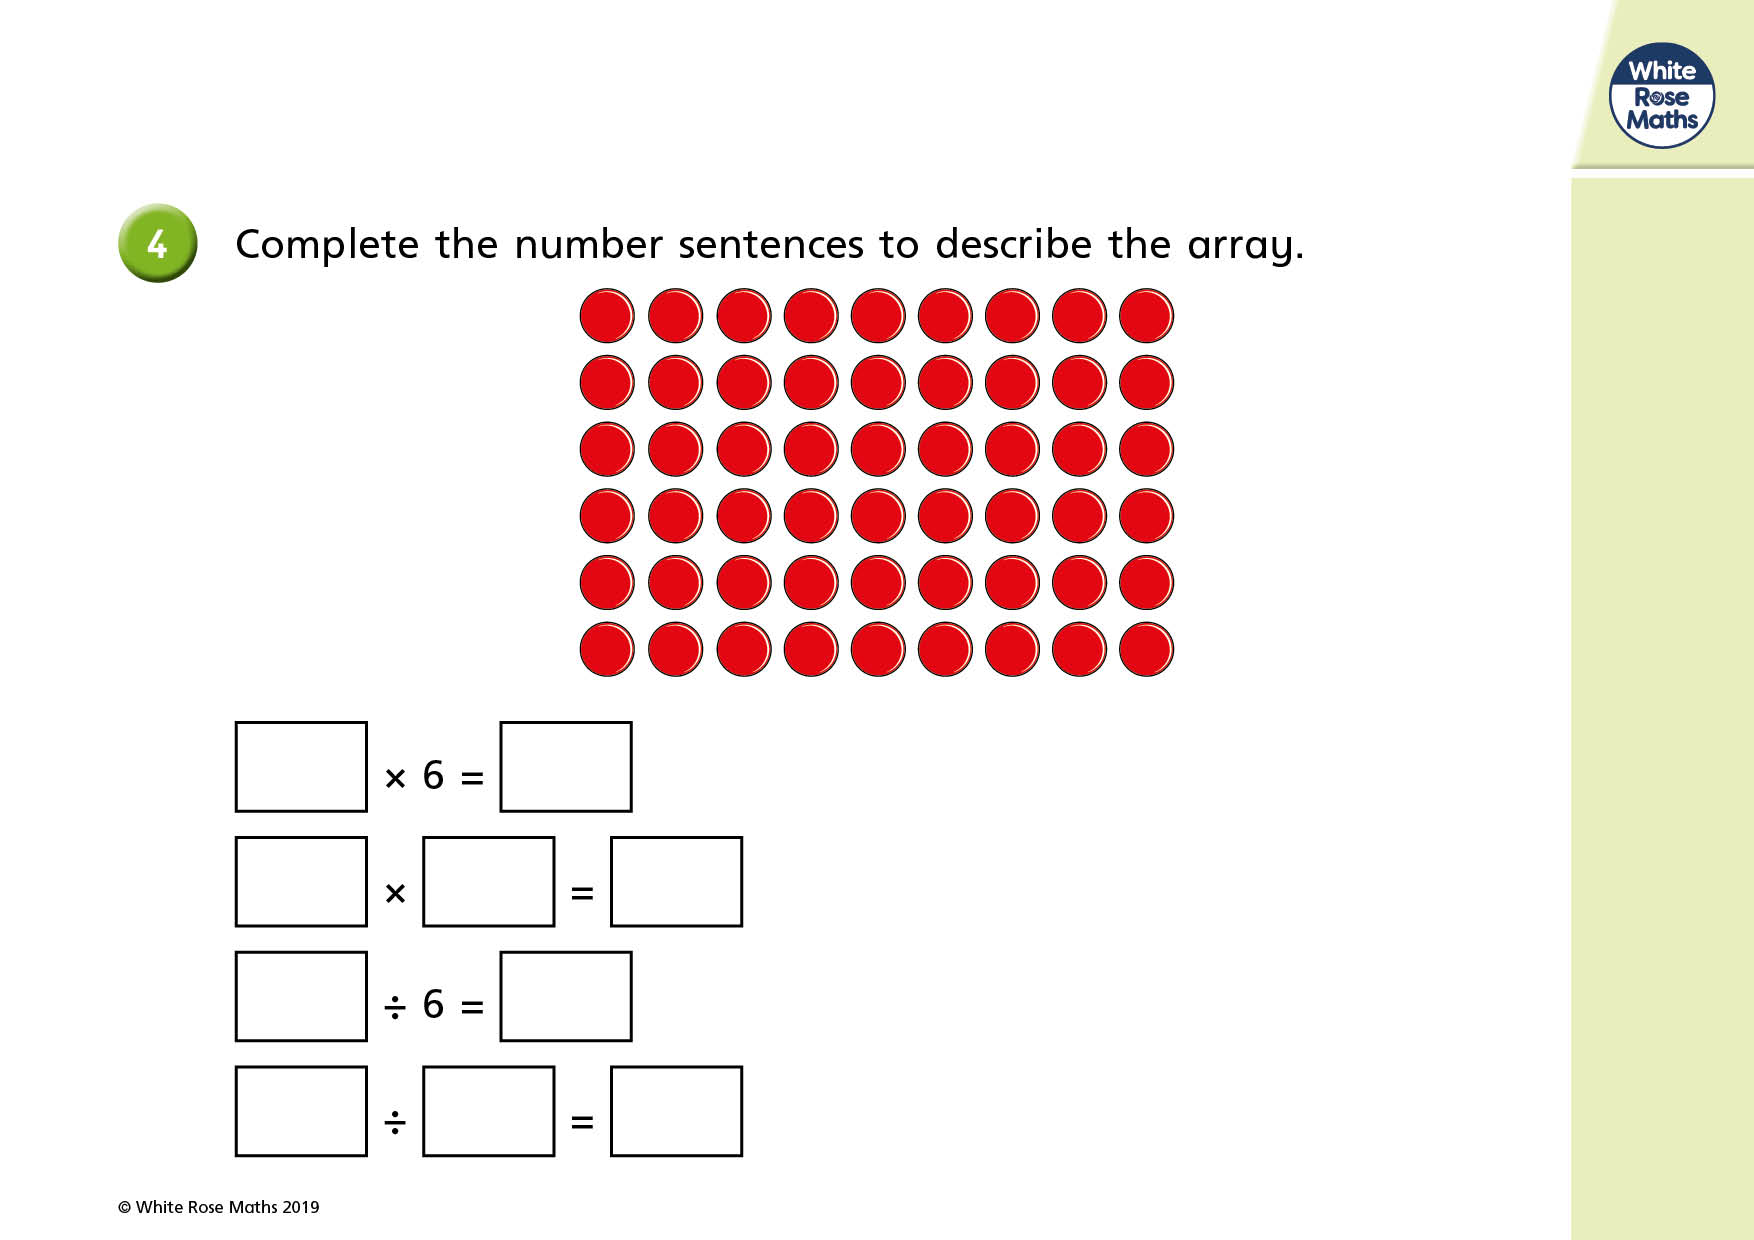 White
Rose
Maths
4 Complete the number sentences to describe the array.
× 6 =
× =
÷ 6 =
÷ =
© White Rose Maths 2019